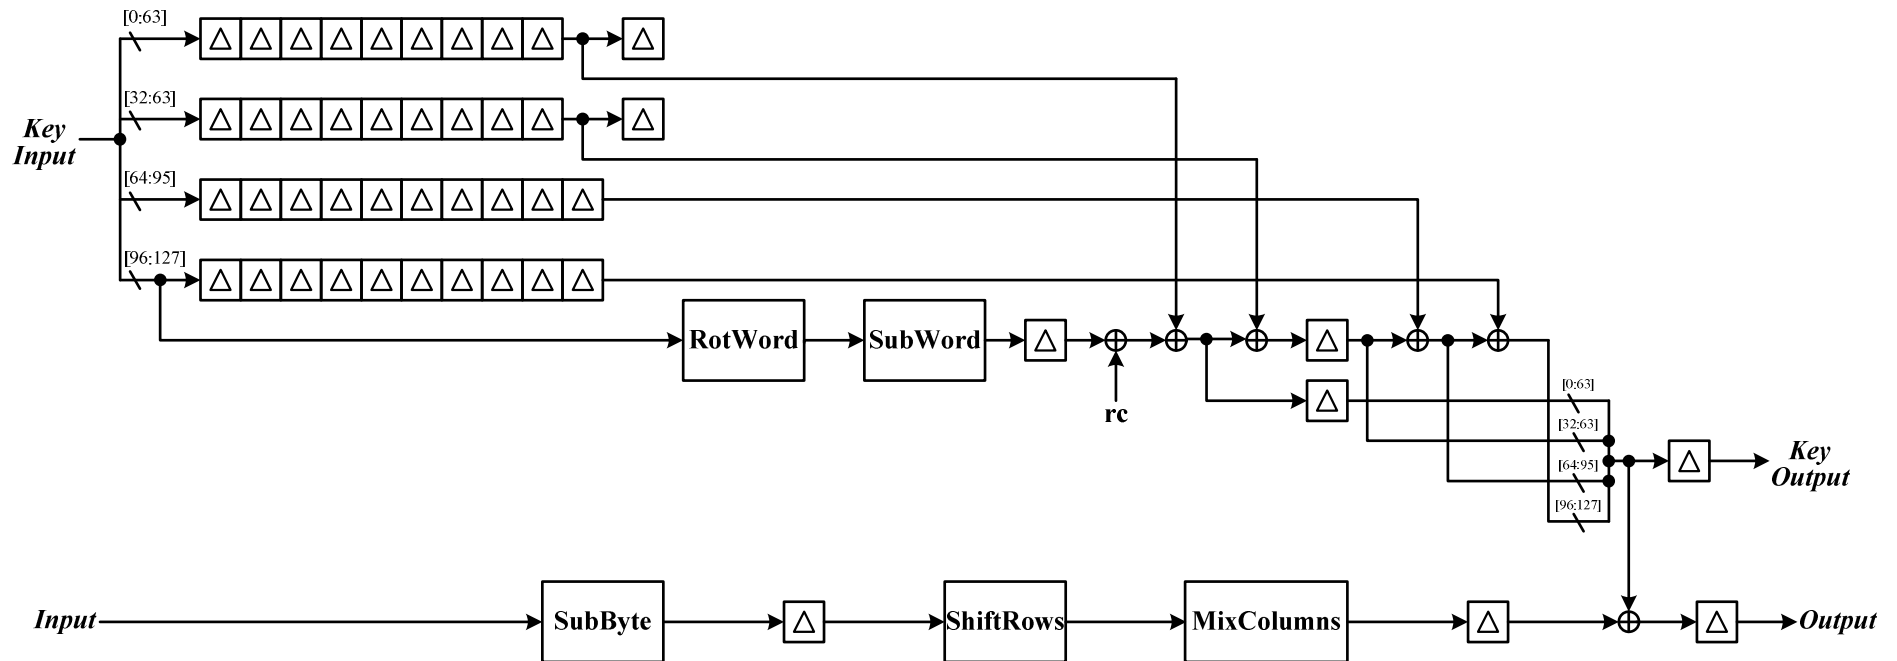 [0:63]
[32:63]
Key
Input
[64:95]
[96:127]
RotWord
SubWord
rc
[0:63]
[32:63]
[64:95]
[96:127]
Key
Output
Input
SubByte
ShiftRows
MixColumns
Output